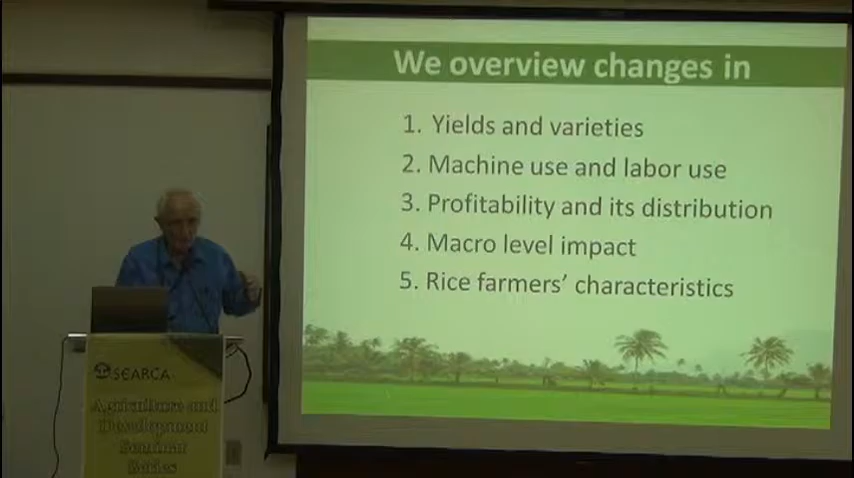 We overview changes in
1. Yields and varieties
2. Machine use and labor use
3. Profitability and its distribution
4. Macro level impact
5. Rice farmers' characteristics
SEARCA
Agriculture and
Development
Seminar
Series